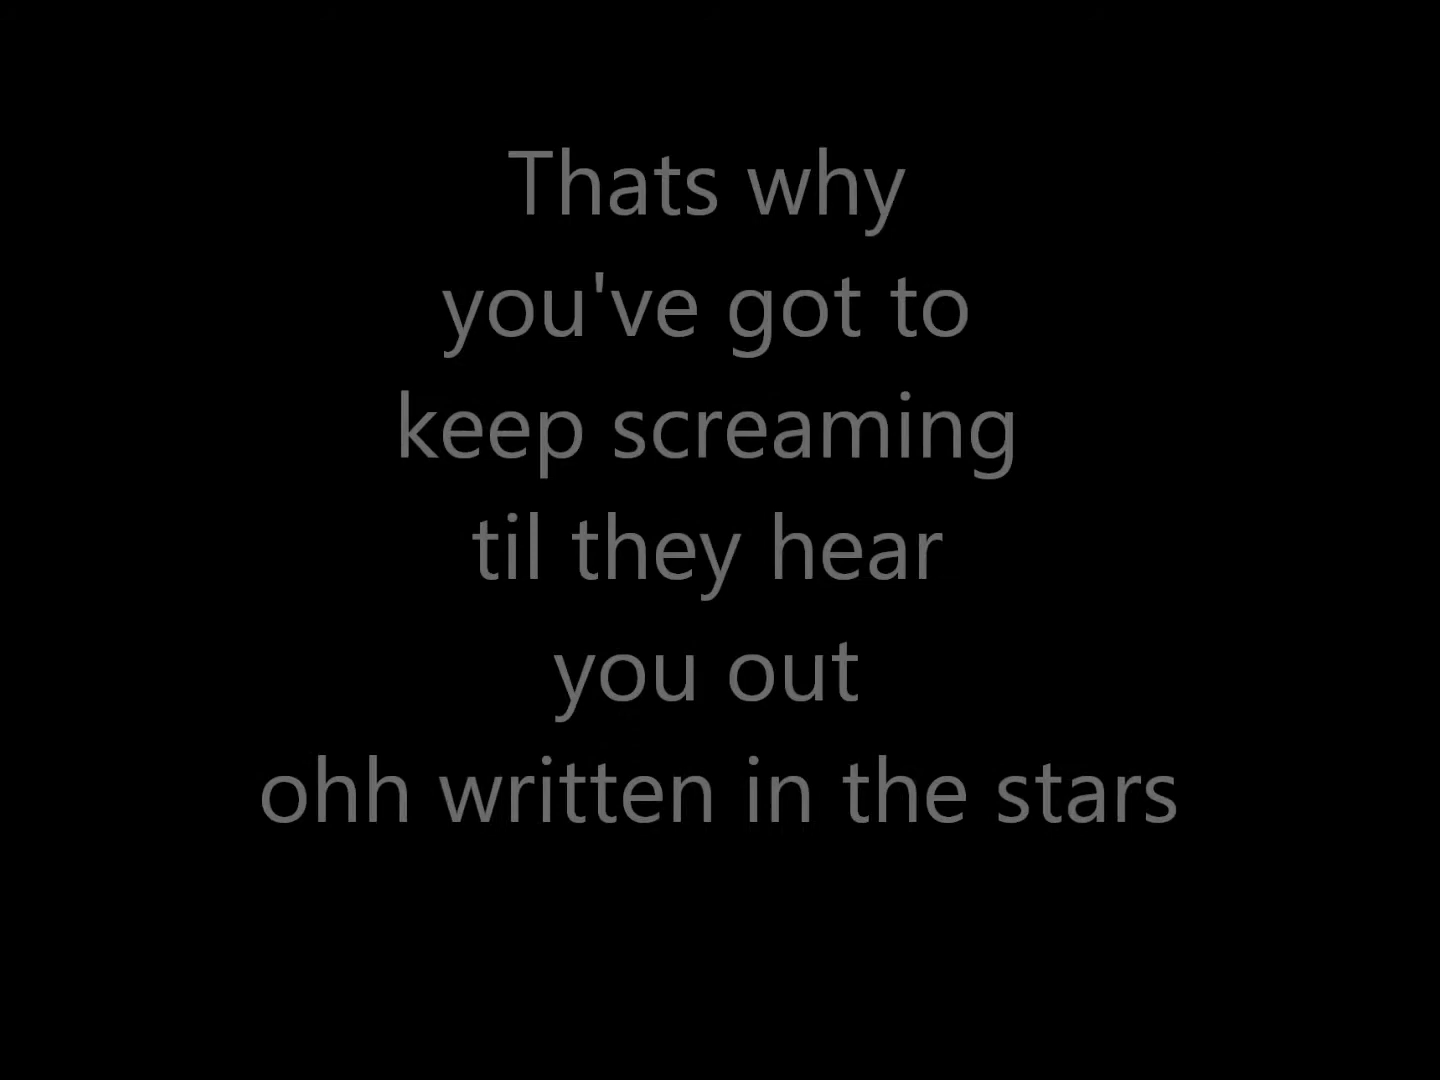 Thats why
you've got to
keep screaming
til they hear
you out
ohh written in the stars